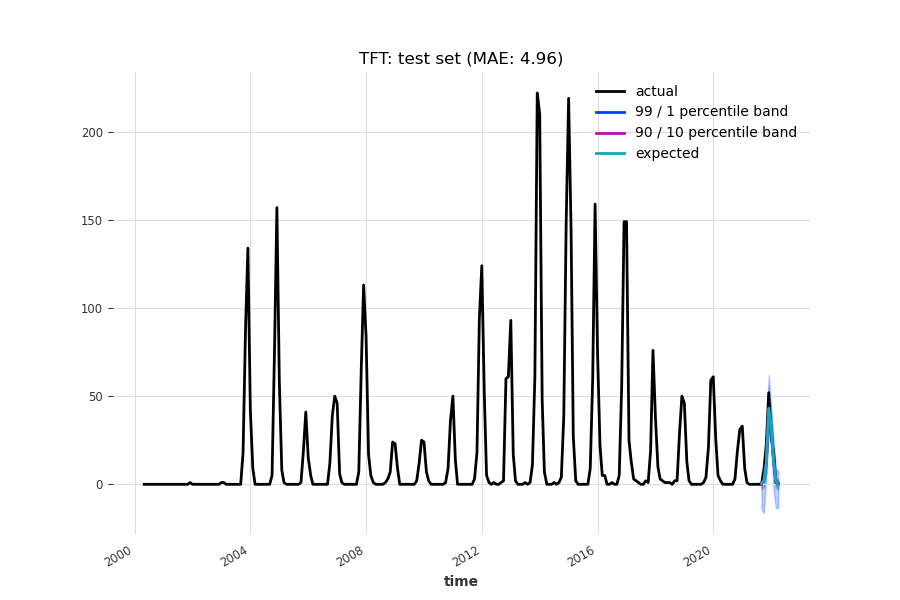 TFT: test set (MAE: 4.96)
actual
99 / 1 percentile band
90 / 10 percentile band
expected
200
150
100
50
0
2000
2004
2008
2012
2016
2020
time